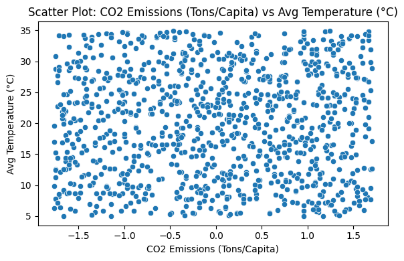 Scatter Plot: CO2 Emissions (Tons/Capita) vs Avg Temperature (°C)
35
30
25
20
15
10
5
Avg Temperature (°C)
−1.5 −1.0 −0.5 0.0 0.5 1.0 1.5
CO2 Emissions (Tons/Capita)